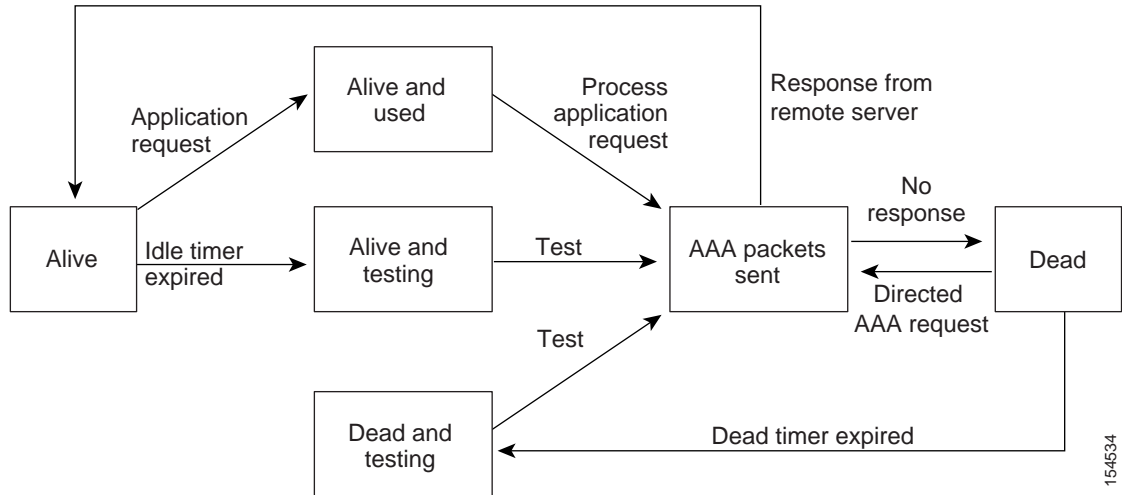 Alive and
used
Process
application
request
Response from
remote server
Application
request
No
response
Alive
Idle timer
expired
Alive and
testing
Test
AAA packets
sent
Dead
Directed
AAA request
Test
Dead and
testing
Dead timer expired
154534